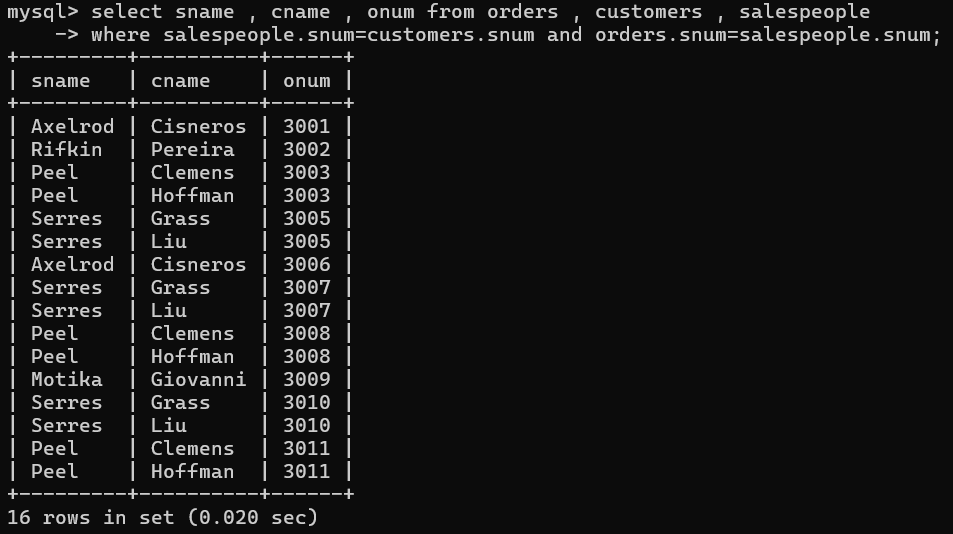 mysql> select sname , cname , onum from orders , customers , salespeople
    -> where salespeople.snum=customers.snum and orders.snum=salespeople.snum;
+---------+----------+------+
| sname   | cname    | onum |
+---------+----------+------+
| Axelrod | Cisneros | 3001 |
| Rifkin  | Pereira  | 3002 |
| Peel    | Clemens  | 3003 |
| Peel    | Hoffman  | 3003 |
| Serres  | Grass    | 3005 |
| Serres  | Liu      | 3005 |
| Axelrod | Cisneros | 3006 |
| Serres  | Grass    | 3007 |
| Serres  | Liu      | 3007 |
| Peel    | Clemens  | 3008 |
| Peel    | Hoffman  | 3008 |
| Motika  | Giovanni | 3009 |
| Serres  | Grass    | 3010 |
| Serres  | Liu      | 3010 |
| Peel    | Clemens  | 3011 |
| Peel    | Hoffman  | 3011 |
+---------+----------+------+
16 rows in set (0.020 sec)